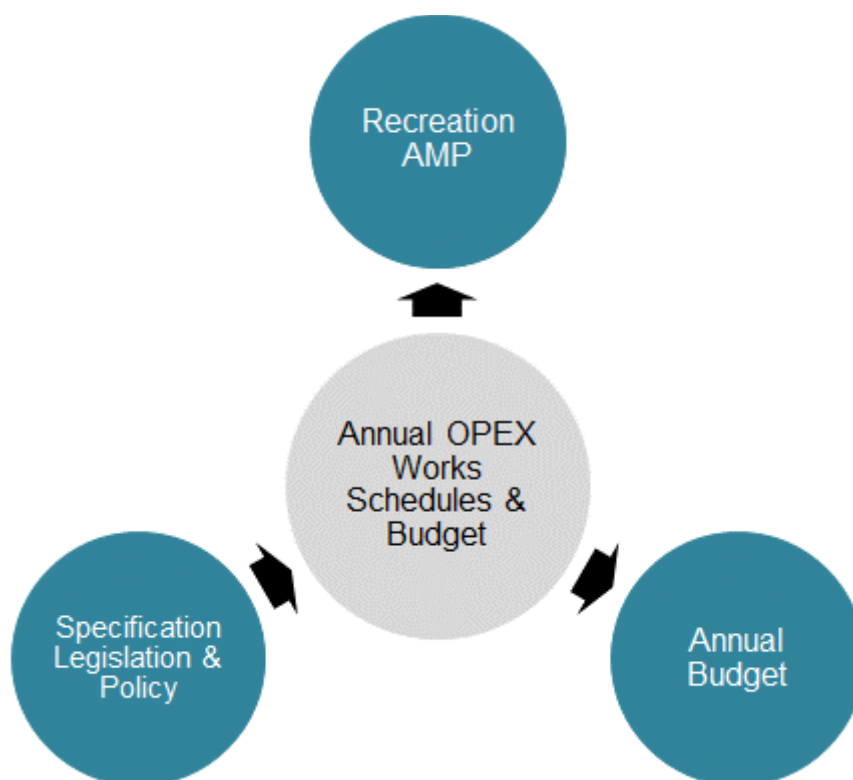 Recreation
AMP
Annual OPEX
Works
Schedules &
Budget
Specification
Legislation &
Policy
Annual
Budget